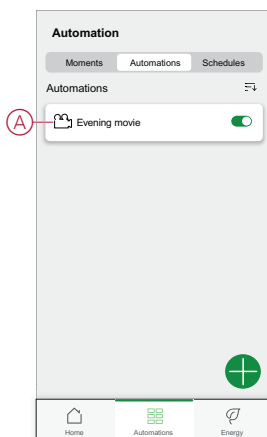 Automation
Moments Automations Schedules
Automations
A Evening movie
Home Automations Energy